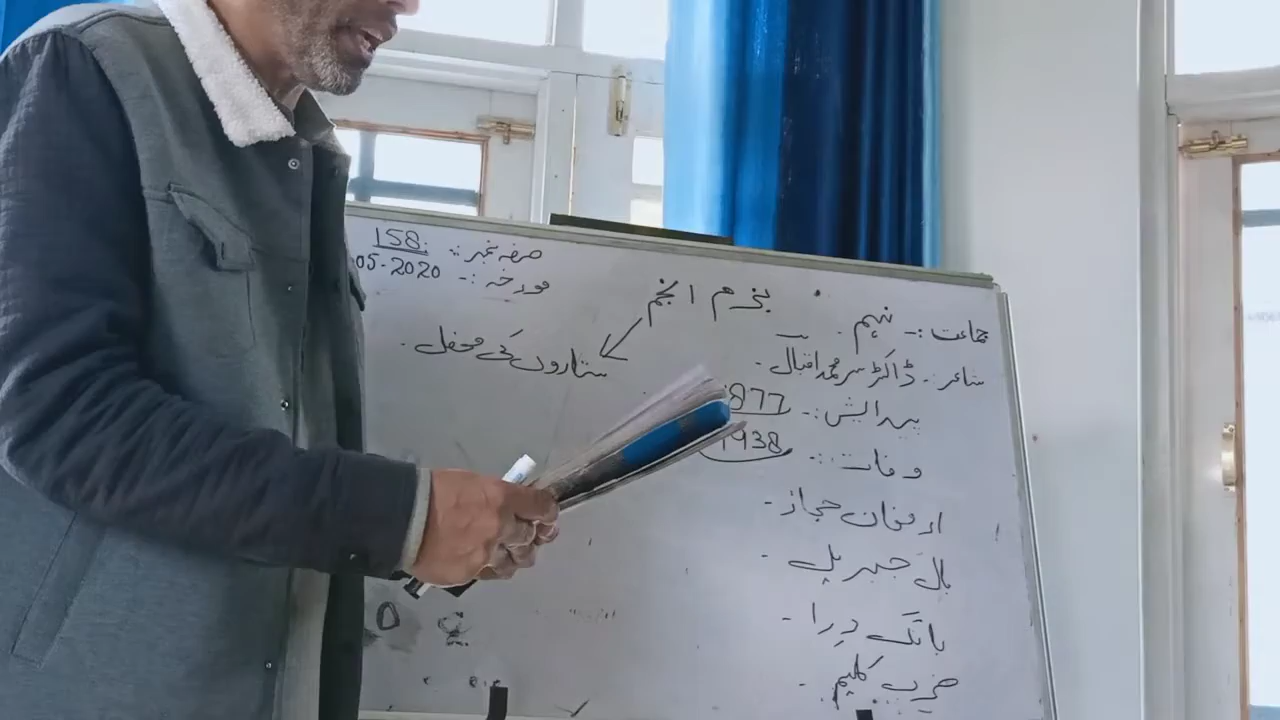 صفہ نمبر :- 158
مورخہ :- 05-2020
بزم انجم
جماعت :- نہم
ستاروں کی محفل -
شاعر - ڈاکٹر سر محمد اقبال -
پیدائش :- 1877
وفات :- 1938
ارمغان حجاز -
بال جبریل -
بانگ درا -
ضرب کلیم -